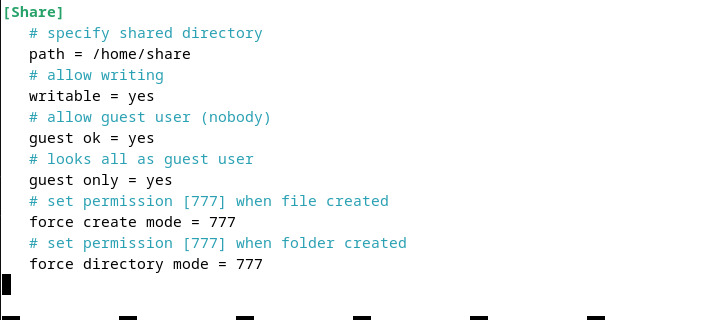 [Share]
# specify shared directory
path = /home/share
# allow writing
writable = yes
# allow guest user (nobody)
guest ok = yes
# looks all as guest user
guest only = yes
# set permission [777] when file created
force create mode = 777
# set permission [777] when folder created
force directory mode = 777